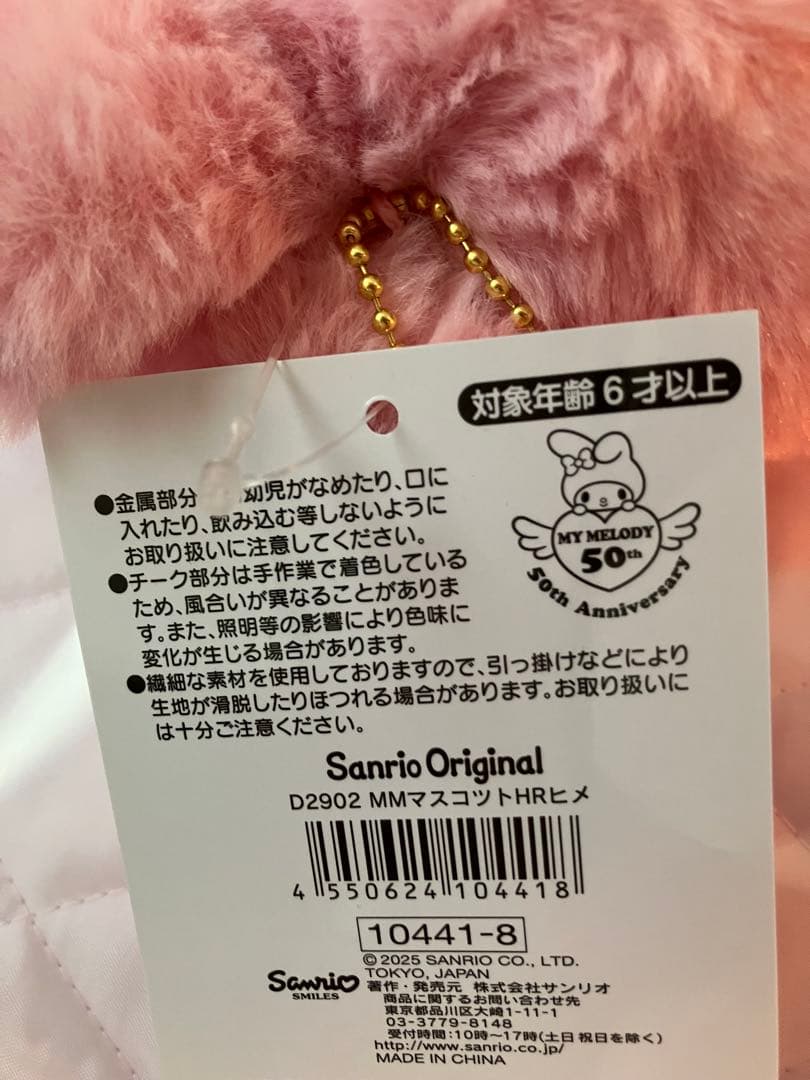 対象年齢6才以上
●金属部分 幼児がなめたり、口に
入れたり、飲み込む等しないように
お取り扱いに注意してください。
●チーク部分は手作業で着色している
ため、風合いが異なることがありま
す。また、照明等の影響により色味に
変化が生じる場合があります。
●繊細な素材を使用しておりますので、引っ掛けなどにより
生地が滑脱したりほつれる場合があります。お取り扱いに
は十分ご注意ください。
MY MELODY
50th
50th Anniversary
Sanrio Original
D2902 MMマスコットHRヒメ
4 550624 104418
10441-8
© 2025 SANRIO CO., LTD.
TOKYO, JAPAN
Sanrio
SMILES
著作・発売元 株式会社サンリオ
商品に関するお問い合わせ先
東京都品川区大崎1-11-1
03-3779-8148
受付時間:10時~17時(土日 祝日を除く)
http://www.sanrio.co.jp/
MADE IN CHINA